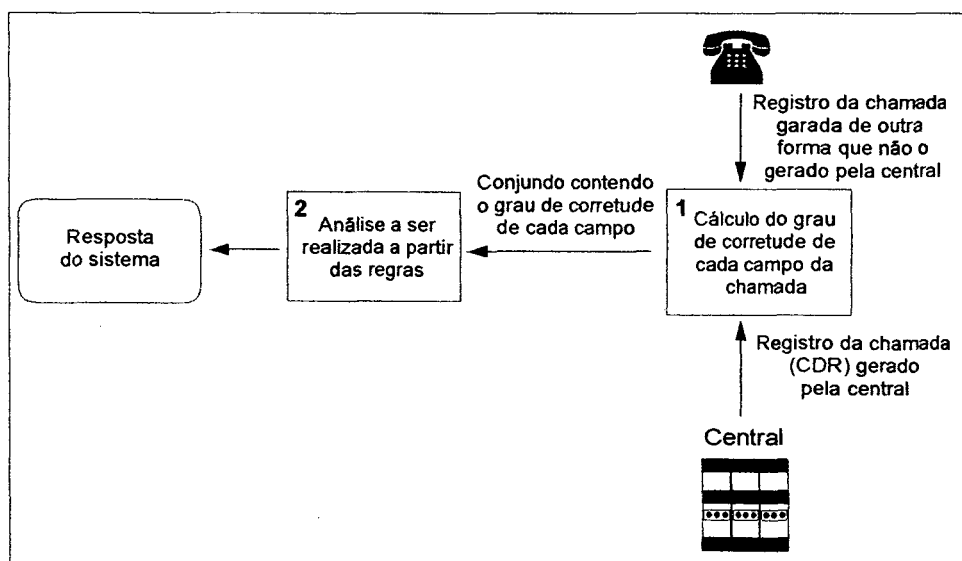 Registro da chamada
garada de outra
forma que não o
gerado pela central
Conjundo contendo
o grau de corretude
de cada campo
1
Cálculo do grau
de corretude de
cada campo da
chamada
2
Análise a ser
realizada a partir
das regras
Resposta
do sistema
Registro da chamada
(CDR) gerado
pela central
Central